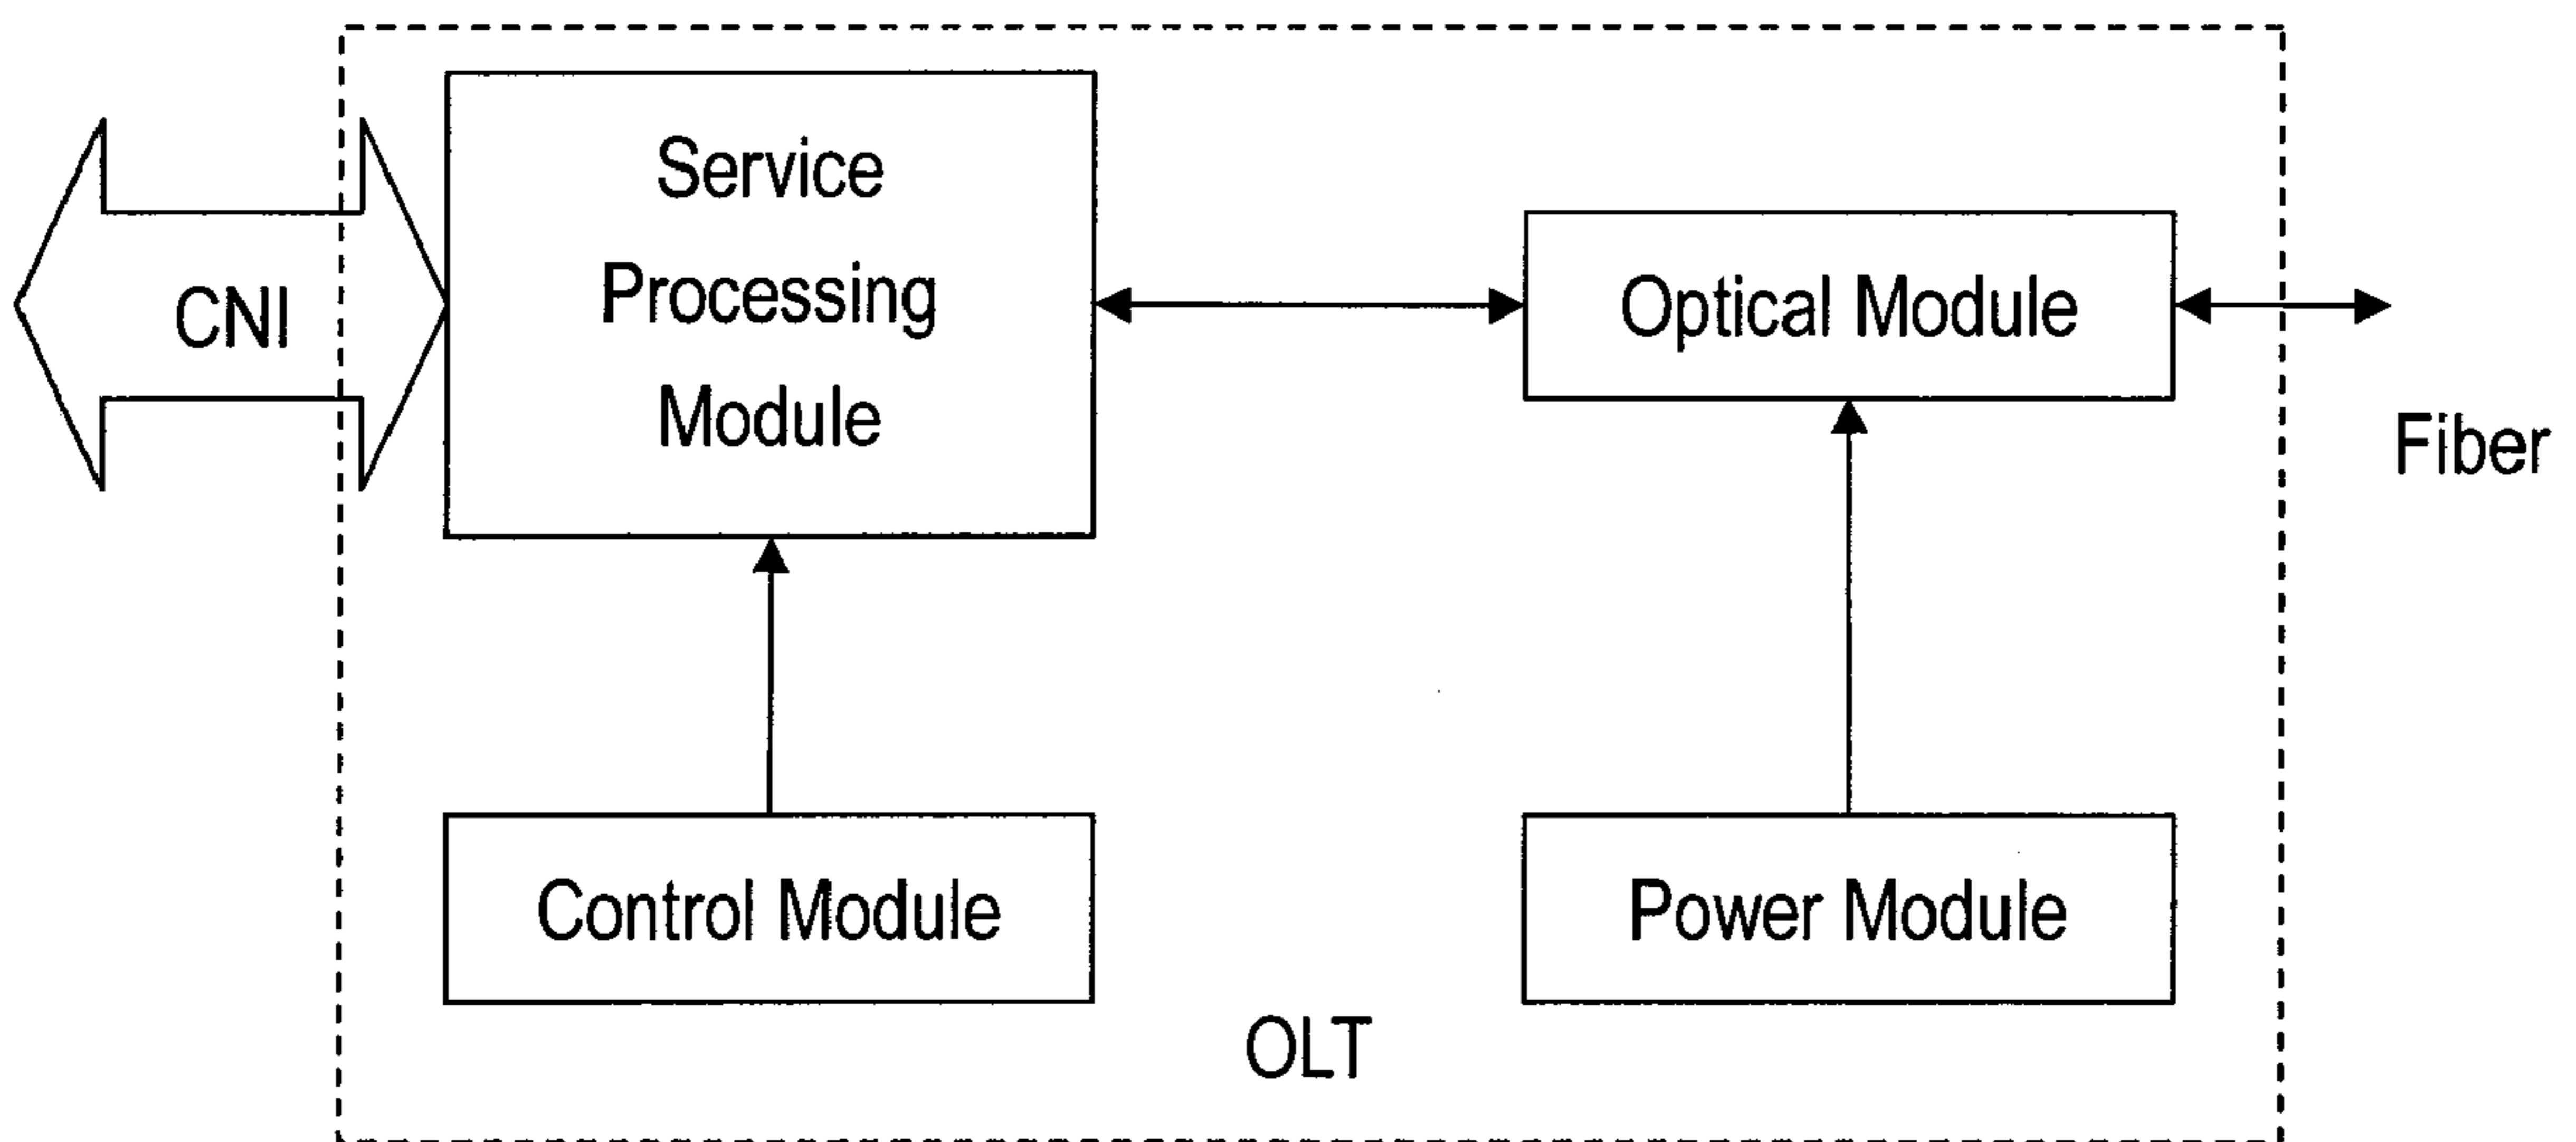 Service
Processing
Module
CNI
Optical Module
Fiber
Control Module
Power Module
OLT